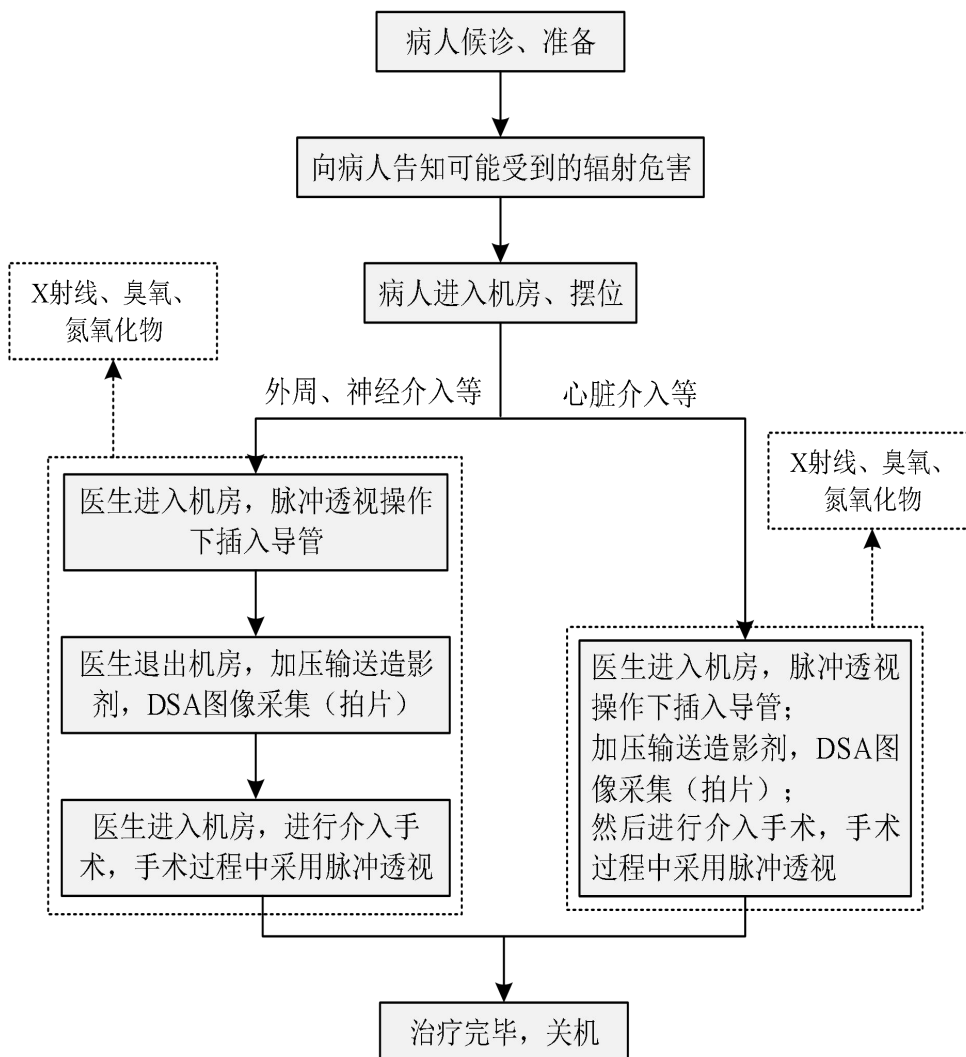 病人候诊、准备
向病人告知可能受到的辐射危害
病人进入机房、摆位
X射线、臭氧、
氮氧化物
外周、神经介入等
心脏介入等
医生进入机房，脉冲透视操作
下插入导管
医生退出机房，加压输送造影
剂，DSA图像采集（拍片）
医生进入机房，进行介入手
术，手术过程中采用脉冲透视
X射线、臭氧、
氮氧化物
医生进入机房，脉冲透视
操作下插入导管；
加压输送造影剂，DSA图
像采集（拍片）；
然后进行介入手术，手术
过程中采用脉冲透视
治疗完毕，关机